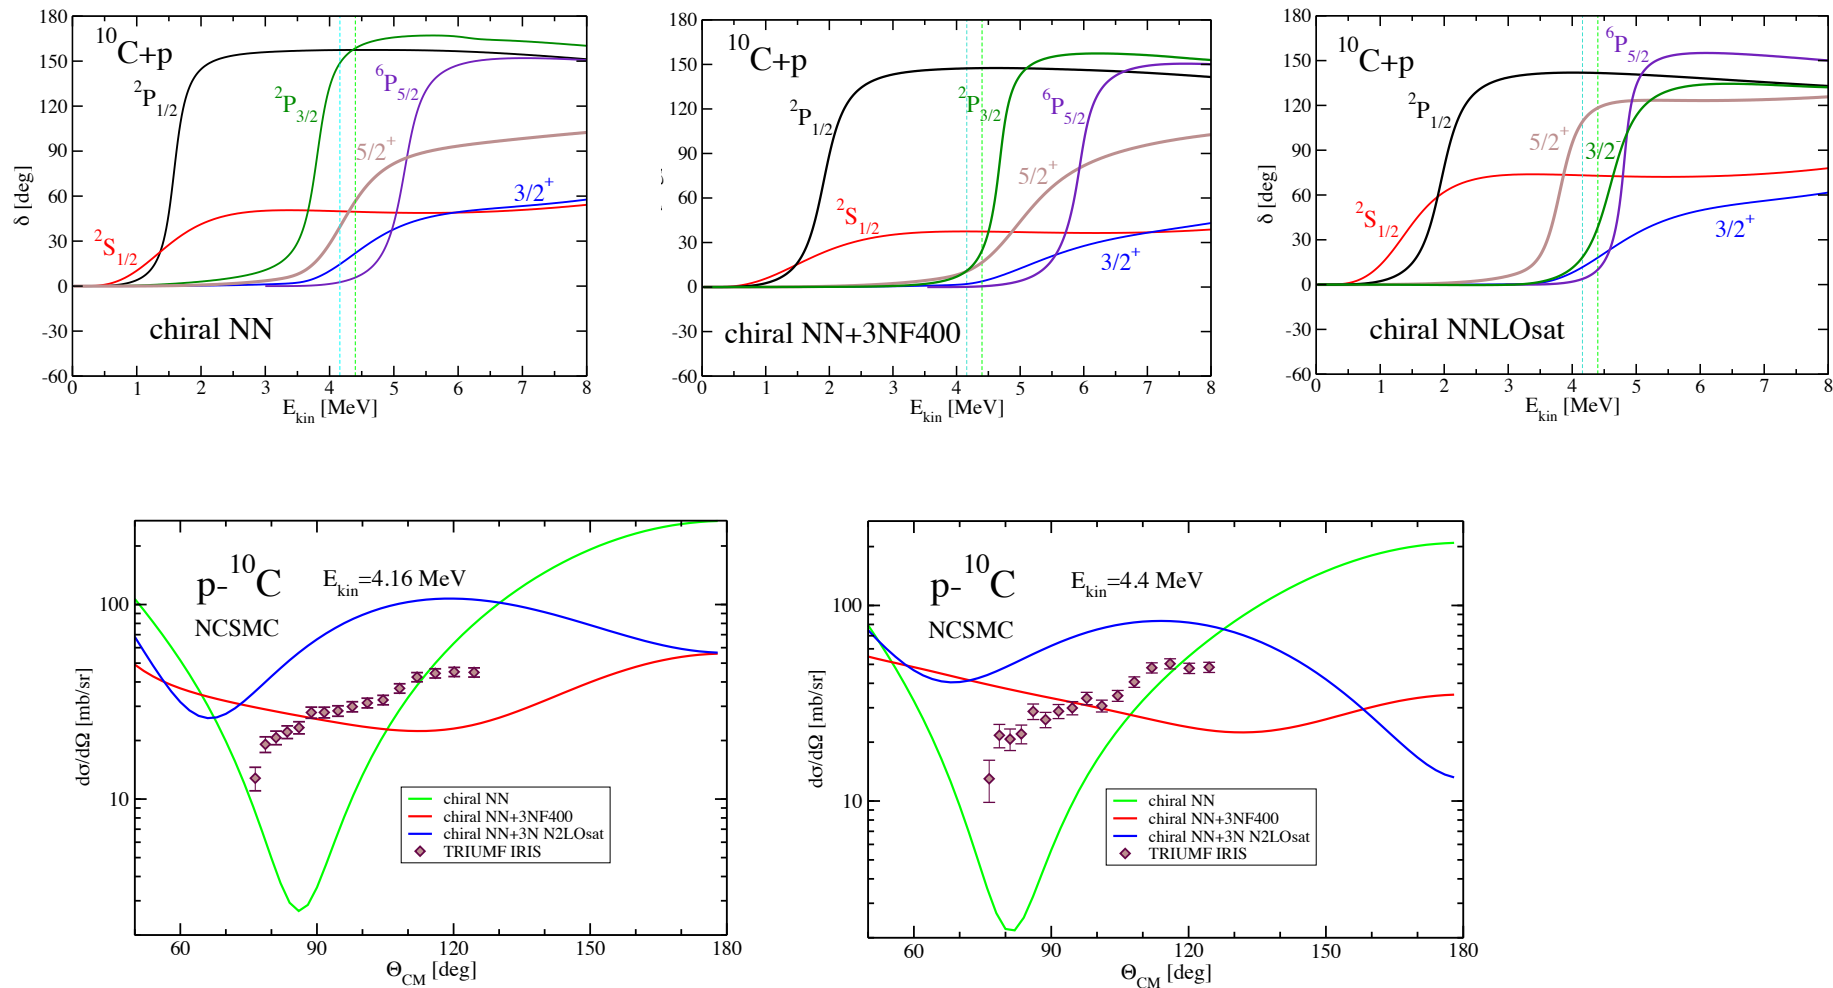 180
150
120
90
60
30
0
-30
-60
δ [deg]
10C+p
2P1/2
2P3/2
6P5/2
5/2+
3/2+
2S1/2
chiral NN
0 1 2 3 4 5 6 7 8
Ekin [MeV]
180
150
120
90
60
30
0
-30
-60
10C+p
2P1/2
2P3/2
6P5/2
5/2+
2S1/2
3/2+
chiral NN+3NF400
0 1 2 3 4 5 6 7 8
Ekin [MeV]
180
150
120
90
60
30
0
-30
-60
δ [deg]
10C+p
6P5/2
2P1/2
5/2+
3/2-
2S1/2
3/2+
chiral NNLOsat
0 1 2 3 4 5 6 7 8
Ekin [MeV]
100
10
dσ/dΩ [mb/sr]
p-10C Ekin=4.16 MeV
NCSMC
chiral NN
chiral NN+3NF400
chiral NN+3N N2LOsat
TRIUMF IRIS
60 90 120 150 180
ΘCM [deg]
100
10
dσ/dΩ [mb/sr]
p-10C Ekin=4.4 MeV
NCSMC
chiral NN
chiral NN+3NF400
chiral NN+3N N2LOsat
TRIUMF IRIS
60 90 120 150 180
ΘCM [deg]